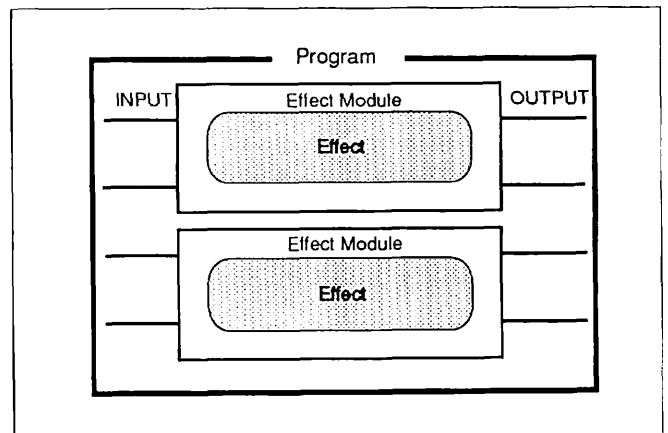 Program
INPUT
Effect Module
OUTPUT
Effect
Effect Module
Effect